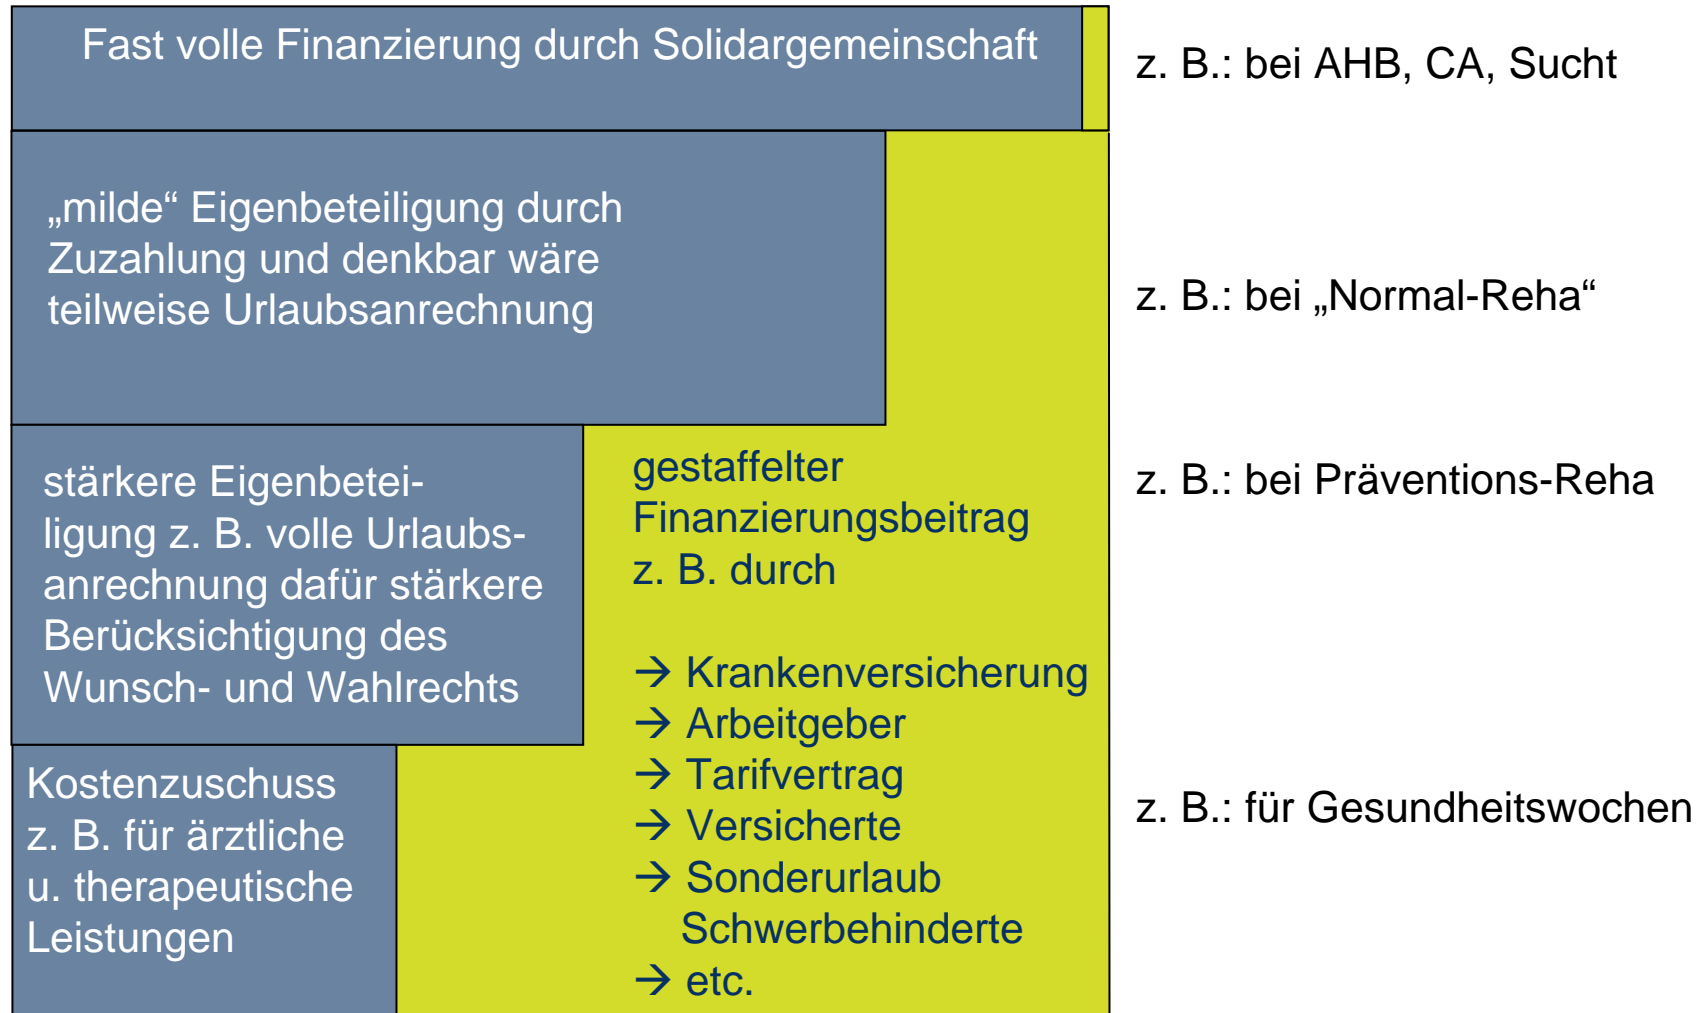 Fast volle Finanzierung durch Solidargemeinschaft
z. B.: bei AHB, CA, Sucht
„milde“ Eigenbeteiligung durch
Zuzahlung und denkbar wäre
teilweise Urlaubsanrechnung
z. B.: bei „Normal-Reha“
stärkere Eigenbetei-
ligung z. B. volle Urlaubs-
anrechnung dafür stärkere
Berücksichtigung des
Wunsch- und Wahlrechts
z. B.: bei Präventions-Reha
Kostenzuschuss
z. B. für ärztliche
u. therapeutische
Leistungen
gestaffelter
Finanzierungsbeitrag
z. B. durch
→ Krankenversicherung
→ Arbeitgeber
→ Tarifvertrag
→ Versicherte
→ Sonderurlaub
Schwerbehinderte
→ etc.
z. B.: für Gesundheitswochen